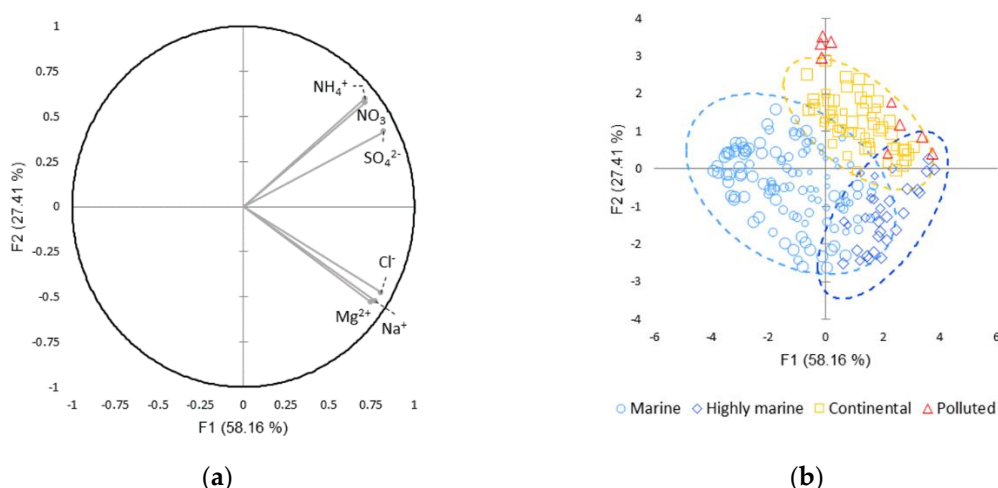 1
0.75
0.5
0.25
0
-0.25
-0.5
-0.75
-1
F2 (27.41 %)
NH₄⁺
NO₃
SO₄²⁻
Cl⁻
Mg²⁺
Na⁺
-1 -0.75 -0.5 -0.25 0 0.25 0.5 0.75 1
F1 (58.16 %)
(a)
4
3
2
1
0
-1
-2
-3
-4
F2 (27.41 %)
-6 -4 -2 0 2 4 6
F1 (58.16 %)
Marine Highly marine Continental Polluted
(b)